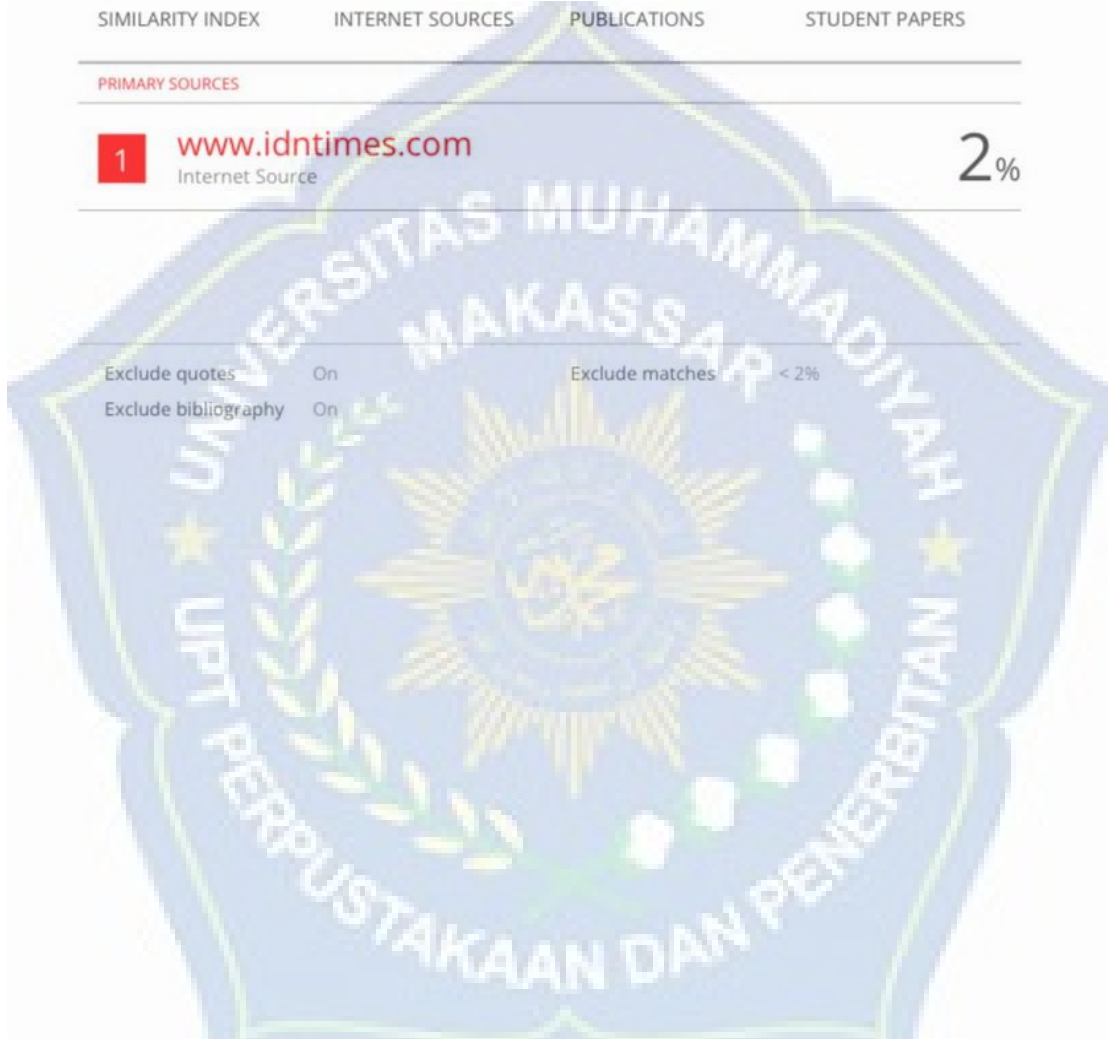 SIMILARITY INDEX INTERNET SOURCES PUBLICATIONS STUDENT PAPERS
PRIMARY SOURCES
1 www.idntimes.com 2%
Internet Source
UNIVERSITAS MUHAMMADIYAH
MAKASSAR
Exclude quotes On Exclude matches < 2%
Exclude bibliography On
UPT PERPUSTAKAAN DAN PENERBITAN